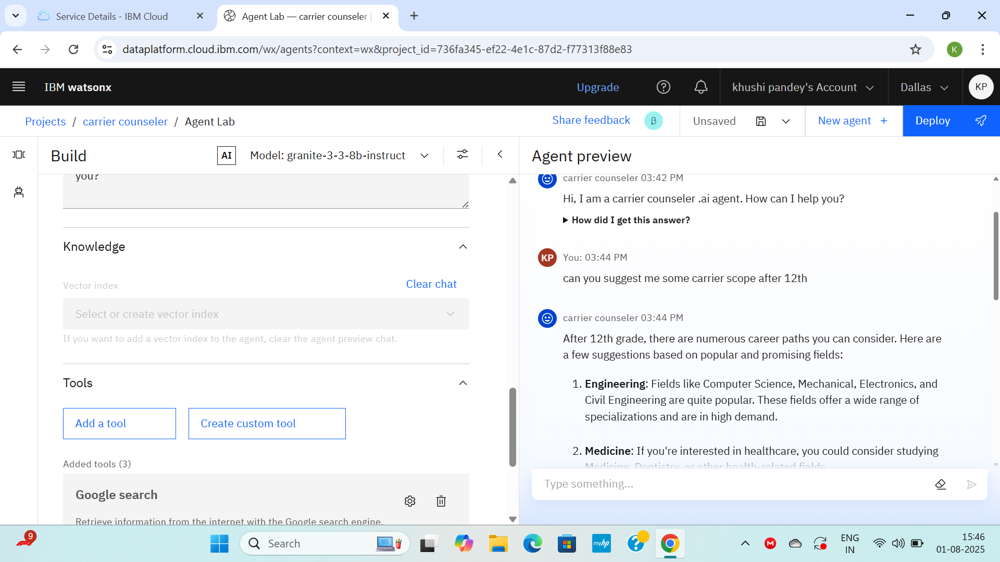 Service Details - IBM Cloud
Agent Lab — carrier counseler |
dataplatform.cloud.ibm.com/wx/agents?context=wx&project_id=736fa345-ef22-4e1c-87d2-f77313f88e83
K
IBM watsonx
Upgrade
khushi pandey's Account
Dallas
KP
Projects / carrier counseler / Agent Lab
Share feedback
β
Unsaved
New agent +
Deploy
Build
AI
Model: granite-3-3-8b-instruct
Agent preview
you?
Knowledge
Vector index
Clear chat
Select or create vector index
If you want to add a vector index to the agent, clear the agent preview chat.
Tools
Add a tool
Create custom tool
Added tools (3)
Google search
Retrieve information from the internet with the Google search engine.
carrier counseler 03:42 PM
Hi, I am a carrier counseler .ai agent. How can I help you?
How did I get this answer?
KP
You: 03:44 PM
can you suggest me some carrier scope after 12th
carrier counseler 03:44 PM
After 12th grade, there are numerous career paths you can consider. Here are
a few suggestions based on popular and promising fields:
1. Engineering: Fields like Computer Science, Mechanical, Electronics, and
Civil Engineering are quite popular. These fields offer a wide range of
specializations and are in high demand.
2. Medicine: If you're interested in healthcare, you could consider studying
Medicine, Dentistry, or other health-related fields.
Type something...
9
Search
myhp
M
ENG
IN
15:46
01-08-2025